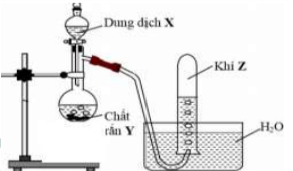 Dung dịch X
Khí Z
Chất
rắn Y
H₂O